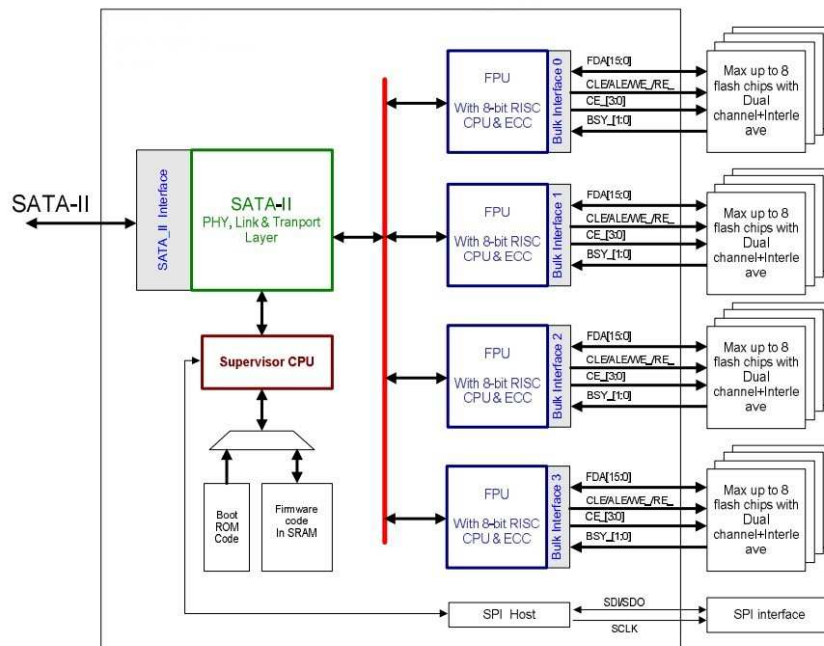 SATA-II
SATA_II Interface
SATA-II
PHY, Link & Tranport
Layer
Supervisor CPU
Boot
ROM
Code
Firmware
code
In SRAM
FPU
With 8-bit RISC
CPU & ECC
Bulk Interface 0
FDA[15:0]
CLE/ALE/WE_/RE_
CE_[3:0]
BSY_[1:0]
Max up to 8
flash chips with
Dual
channel+Interle
ave
FPU
With 8-bit RISC
CPU & ECC
Bulk Interface 1
FDA[15:0]
CLE/ALE/WE_/RE_
CE_[3:0]
BSY_[1:0]
Max up to 8
flash chips with
Dual
channel+Interle
ave
FPU
With 8-bit RISC
CPU & ECC
Bulk Interface 2
FDA[15:0]
CLE/ALE/WE_/RE_
CE_[3:0]
BSY_[1:0]
Max up to 8
flash chips with
Dual
channel+Interle
ave
FPU
With 8-bit RISC
CPU & ECC
Bulk Interface 3
FDA[15:0]
CLE/ALE/WE_/RE_
CE_[3:0]
BSY_[1:0]
Max up to 8
flash chips with
Dual
channel+Interle
ave
SPI Host
SDI/SDO
SCLK
SPI interface